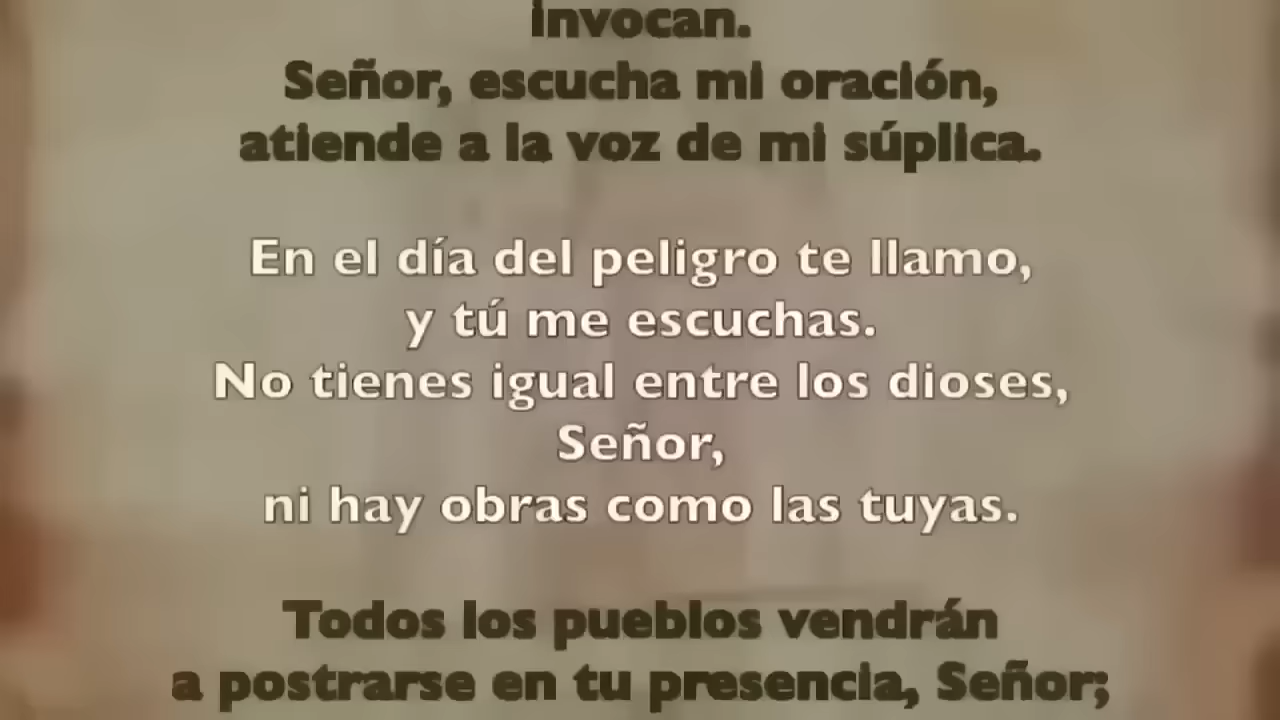 invocan.
Señor, escucha mi oración,
atiende a la voz de mi súplica.
En el día del peligro te llamo,
y tú me escuchas.
No tienes igual entre los dioses,
Señor,
ni hay obras como las tuyas.
Todos los pueblos vendrán
a postrarse en tu presencia, Señor;